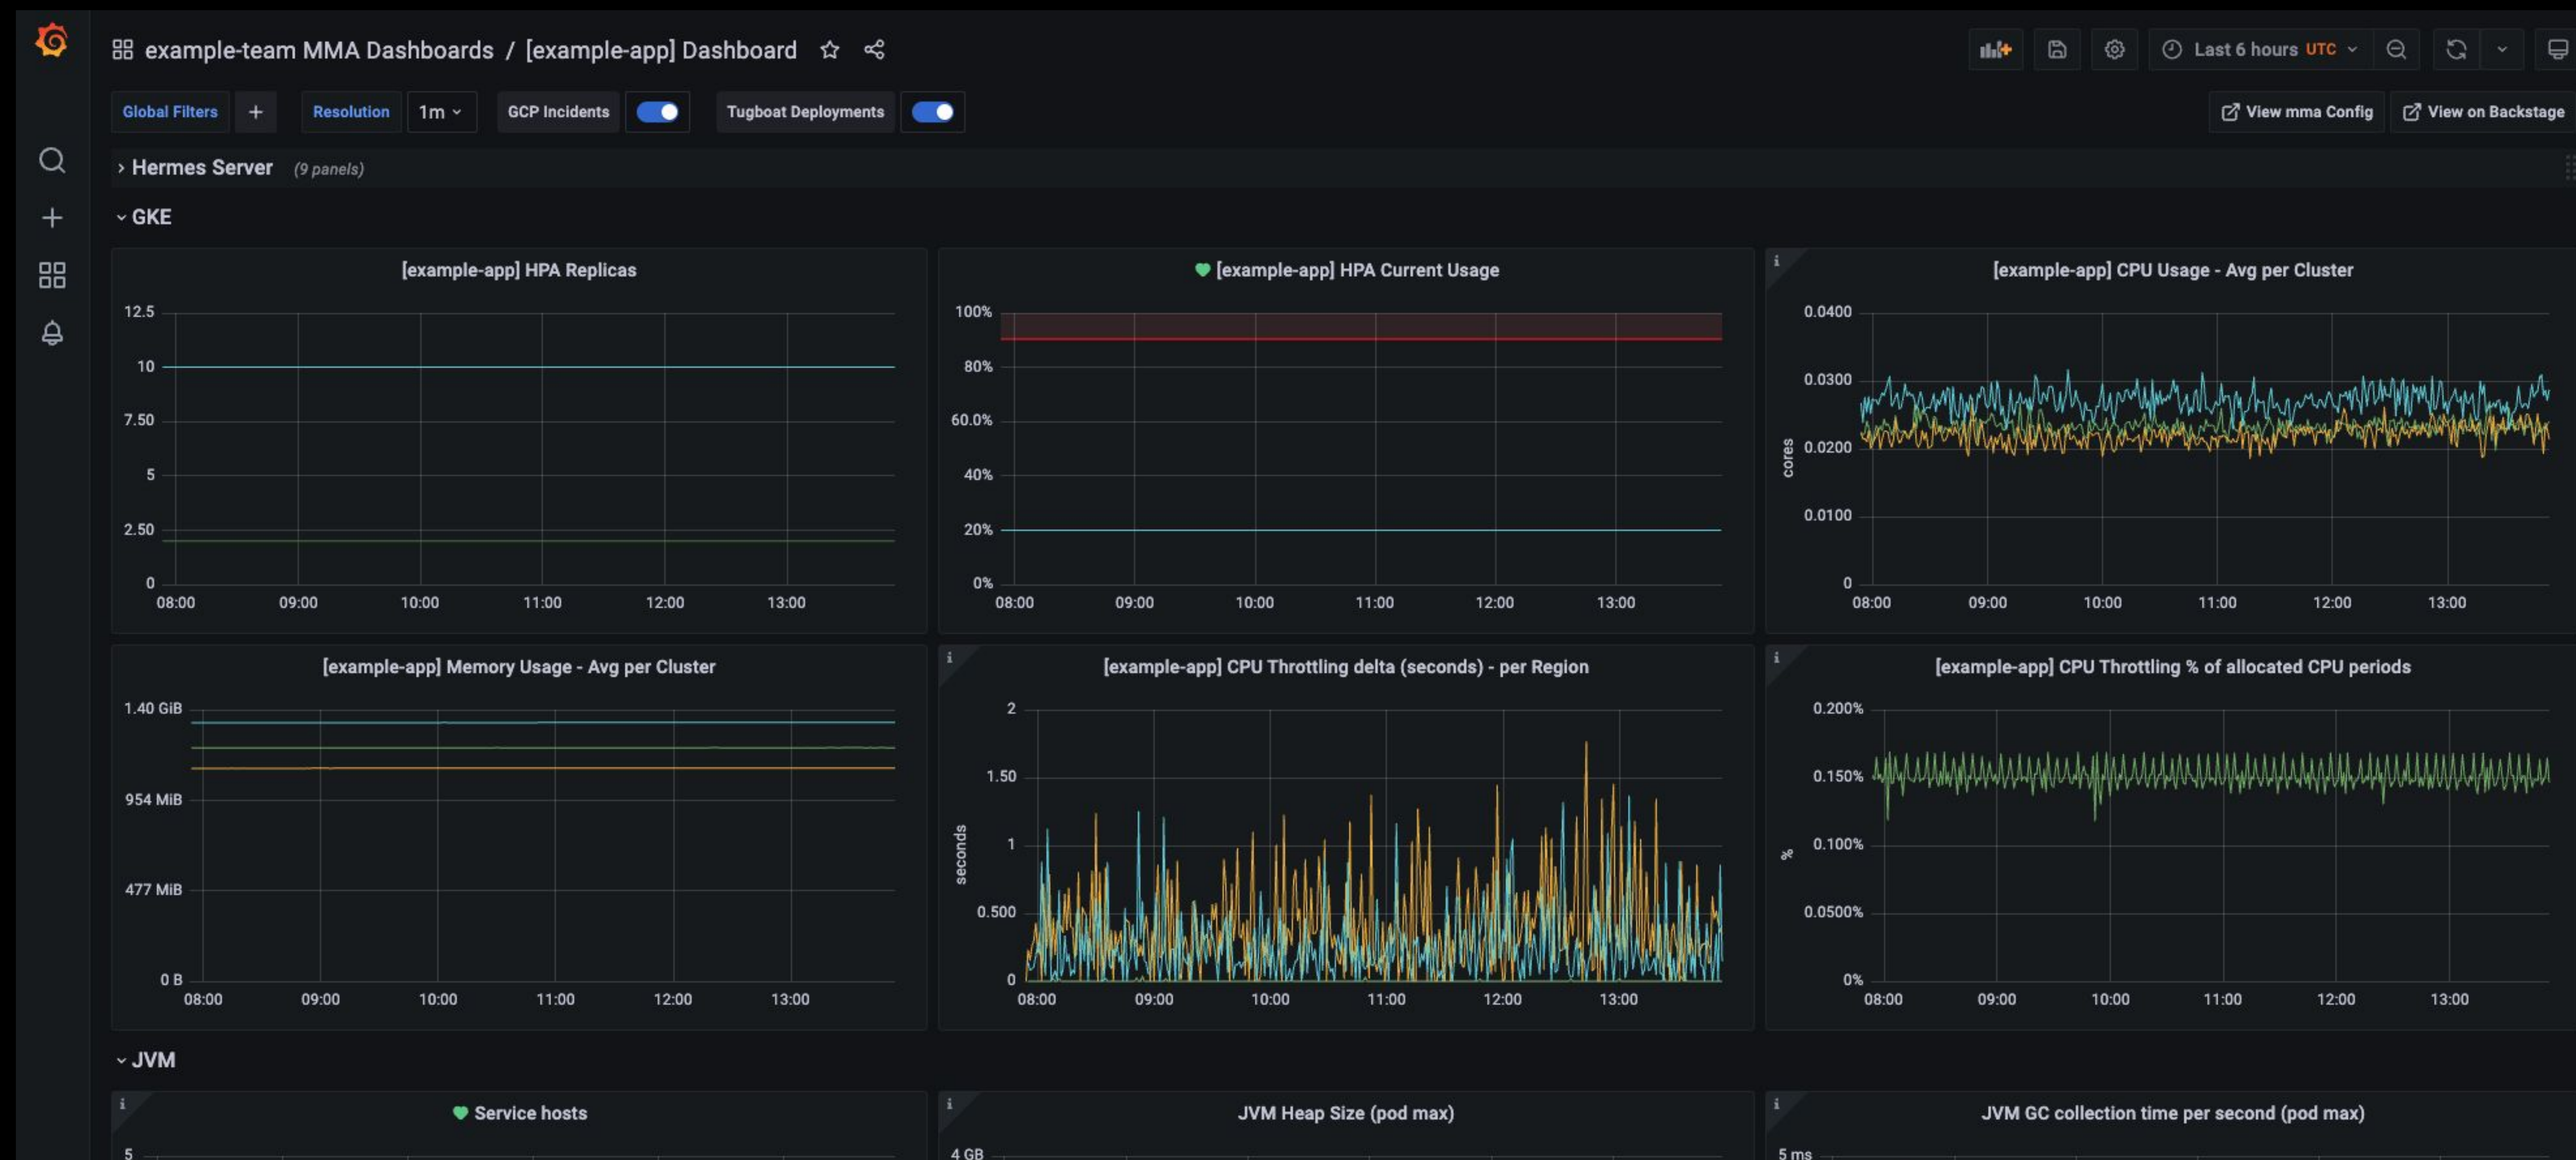 example-team MMA Dashboards / [example-app] Dashboard
Last 6 hours UTC
Global Filters + Resolution 1m GCP Incidents Tugboat Deployments View mma Config View on Backstage
Hermes Server (9 panels)
GKE
[example-app] HPA Replicas
12.5
10
7.50
5
2.50
0
08:00 09:00 10:00 11:00 12:00 13:00
[example-app] HPA Current Usage
100%
80%
60.0%
40%
20%
0%
08:00 09:00 10:00 11:00 12:00 13:00
i
[example-app] CPU Usage - Avg per Cluster
cores
0.0400
0.0300
0.0200
0.0100
0
08:00 09:00 10:00 11:00 12:00 13:00
[example-app] Memory Usage - Avg per Cluster
1.40 GiB
954 MiB
477 MiB
0 B
08:00 09:00 10:00 11:00 12:00 13:00
i
[example-app] CPU Throttling delta (seconds) - per Region
seconds
2
1.50
1
0.500
0
08:00 09:00 10:00 11:00 12:00 13:00
i
[example-app] CPU Throttling % of allocated CPU periods
%
0.200%
0.150%
0.100%
0.0500%
0%
08:00 09:00 10:00 11:00 12:00 13:00
JVM
i
Service hosts
5
i
JVM Heap Size (pod max)
4 GB
i
JVM GC collection time per second (pod max)
5 ms